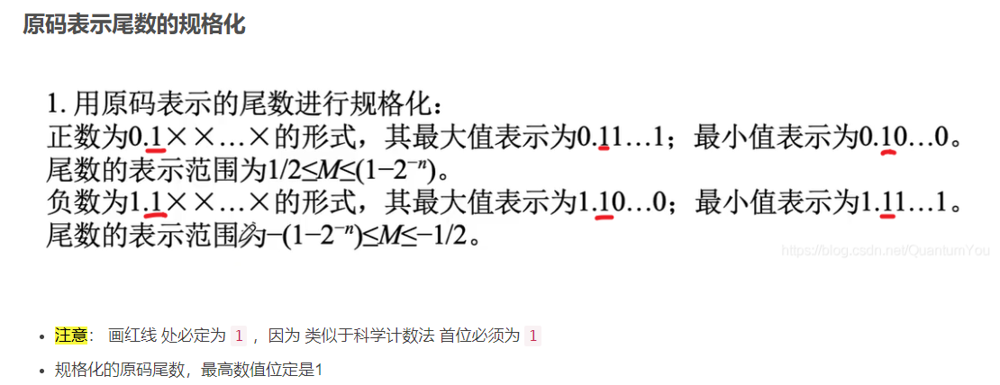 原码表示尾数的规格化
1. 用原码表示的尾数进行规格化：
正数为0.1××…×的形式，其最大值表示为0.11…1；最小值表示为0.10…0。
尾数的表示范围为1/2≤M≤(1−2⁻ⁿ)。
负数为1.1××…×的形式，其最大值表示为1.10…0；最小值表示为1.11…1。
尾数的表示范围为−(1−2⁻ⁿ)≤M≤−1/2。
https://blog.csdn.net/QuantumYou
• 注意： 画红线 处必定为 1 ，因为 类似于科学计数法 首位必须为 1
• 规格化的原码尾数，最高数值位定是1